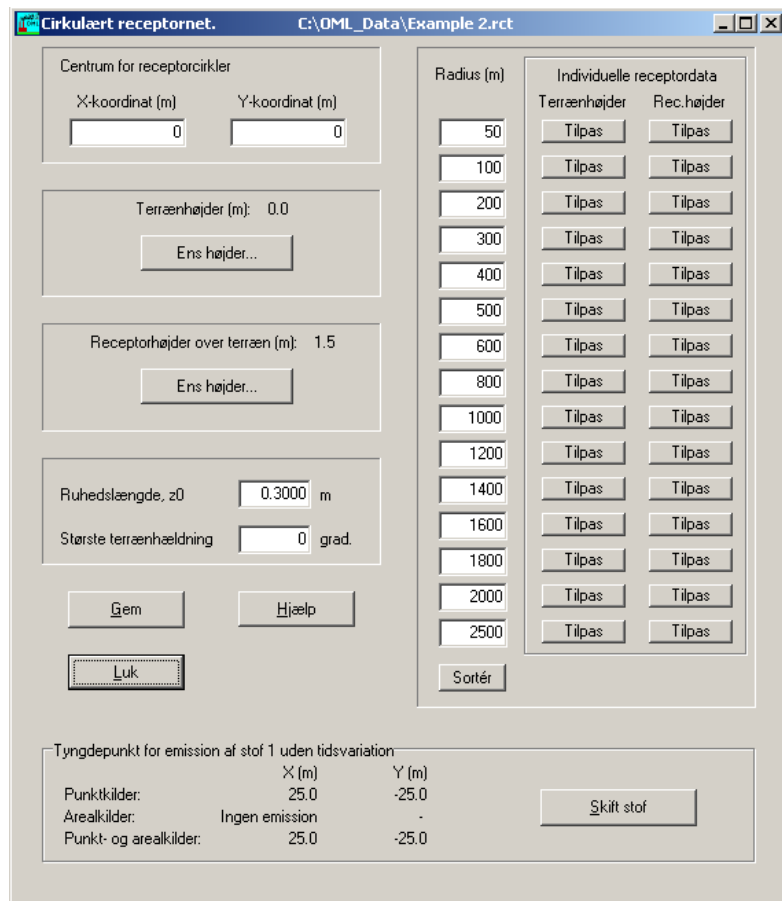 Cirkulært receptornet. C:\OML_Data\Example 2.rct
Centrum for receptorcirkler
X-koordinat (m) Y-koordinat (m)
0 0
Terrænhøjder (m): 0.0
Ens højder...
Receptorhøjder over terræn (m): 1.5
Ens højder...
Ruhedslængde, z0 0.3000 m
Største terrænhældning 0 grad.
Gem Hjælp
Luk
Radius (m) Individuelle receptordata
Terrænhøjder Rec.højder
50 Tilpas Tilpas
100 Tilpas Tilpas
200 Tilpas Tilpas
300 Tilpas Tilpas
400 Tilpas Tilpas
500 Tilpas Tilpas
600 Tilpas Tilpas
800 Tilpas Tilpas
1000 Tilpas Tilpas
1200 Tilpas Tilpas
1400 Tilpas Tilpas
1600 Tilpas Tilpas
1800 Tilpas Tilpas
2000 Tilpas Tilpas
2500 Tilpas Tilpas
Sortér
Tyngdepunkt for emission af stof 1 uden tidsvariation
X (m) Y (m)
Punktkilder: 25.0 -25.0
Arealkilder: Ingen emission -
Punkt- og arealkilder: 25.0 -25.0
Skift stof